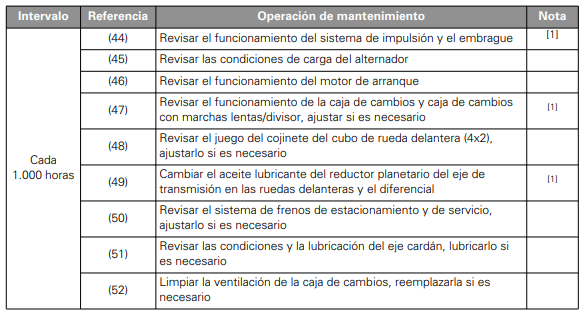 Intervalo Referencia Operación de mantenimiento Nota
Cada
1.000 horas
(44) Revisar el funcionamiento del sistema de impulsión y el embrague [1]
(45) Revisar las condiciones de carga del alternador
(46) Revisar el funcionamiento del motor de arranque
(47) Revisar el funcionamiento de la caja de cambios y caja de cambios
con marchas lentas/divisor, ajustar si es necesario [1]
(48) Revisar el juego del cojinete del cubo de rueda delantera (4x2),
ajustarlo si es necesario
(49) Cambiar el aceite lubricante del reductor planetario del eje de
transmisión en las ruedas delanteras y el diferencial [1]
(50) Revisar el sistema de frenos de estacionamiento y de servicio,
ajustarlo si es necesario
(51) Revisar las condiciones y la lubricación del eje cardán, lubricarlo si
es necesario
(52) Limpiar la ventilación de la caja de cambios, reemplazarla si es
necesario